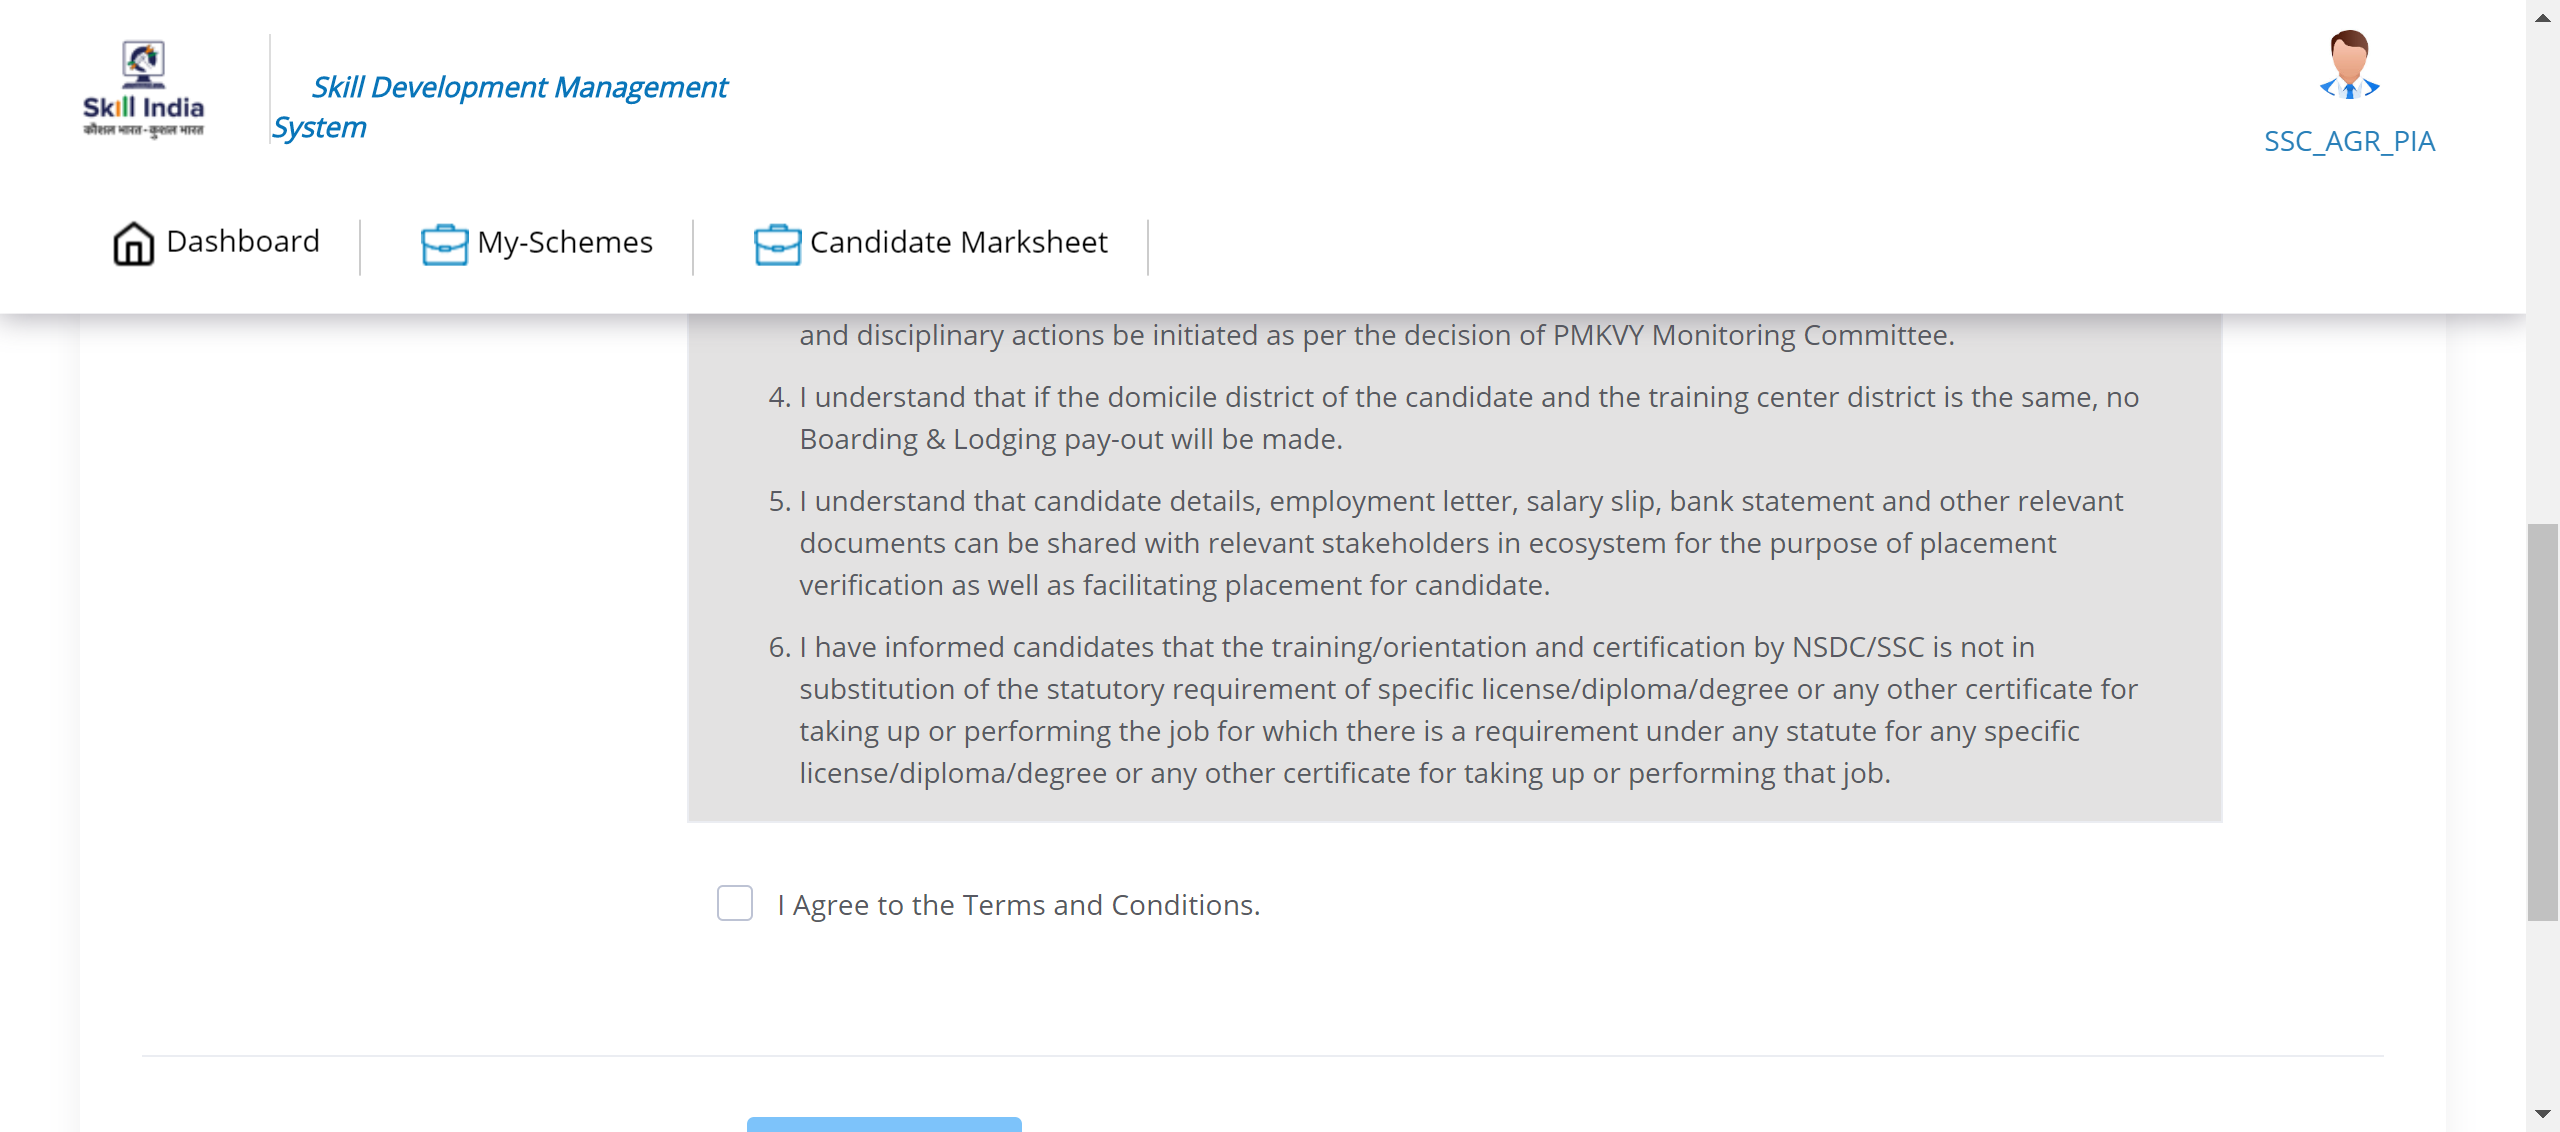 Skill India
कौशल भारत-कुशल भारत
Skill Development Management
System
SSC_AGR_PIA
Dashboard
My-Schemes
Candidate Marksheet
and disciplinary actions be initiated as per the decision of PMKVY Monitoring Committee.
4. I understand that if the domicile district of the candidate and the training center district is the same, no
Boarding & Lodging pay-out will be made.
5. I understand that candidate details, employment letter, salary slip, bank statement and other relevant
documents can be shared with relevant stakeholders in ecosystem for the purpose of placement
verification as well as facilitating placement for candidate.
6. I have informed candidates that the training/orientation and certification by NSDC/SSC is not in
substitution of the statutory requirement of specific license/diploma/degree or any other certificate for
taking up or performing the job for which there is a requirement under any statute for any specific
license/diploma/degree or any other certificate for taking up or performing that job.
I Agree to the Terms and Conditions.